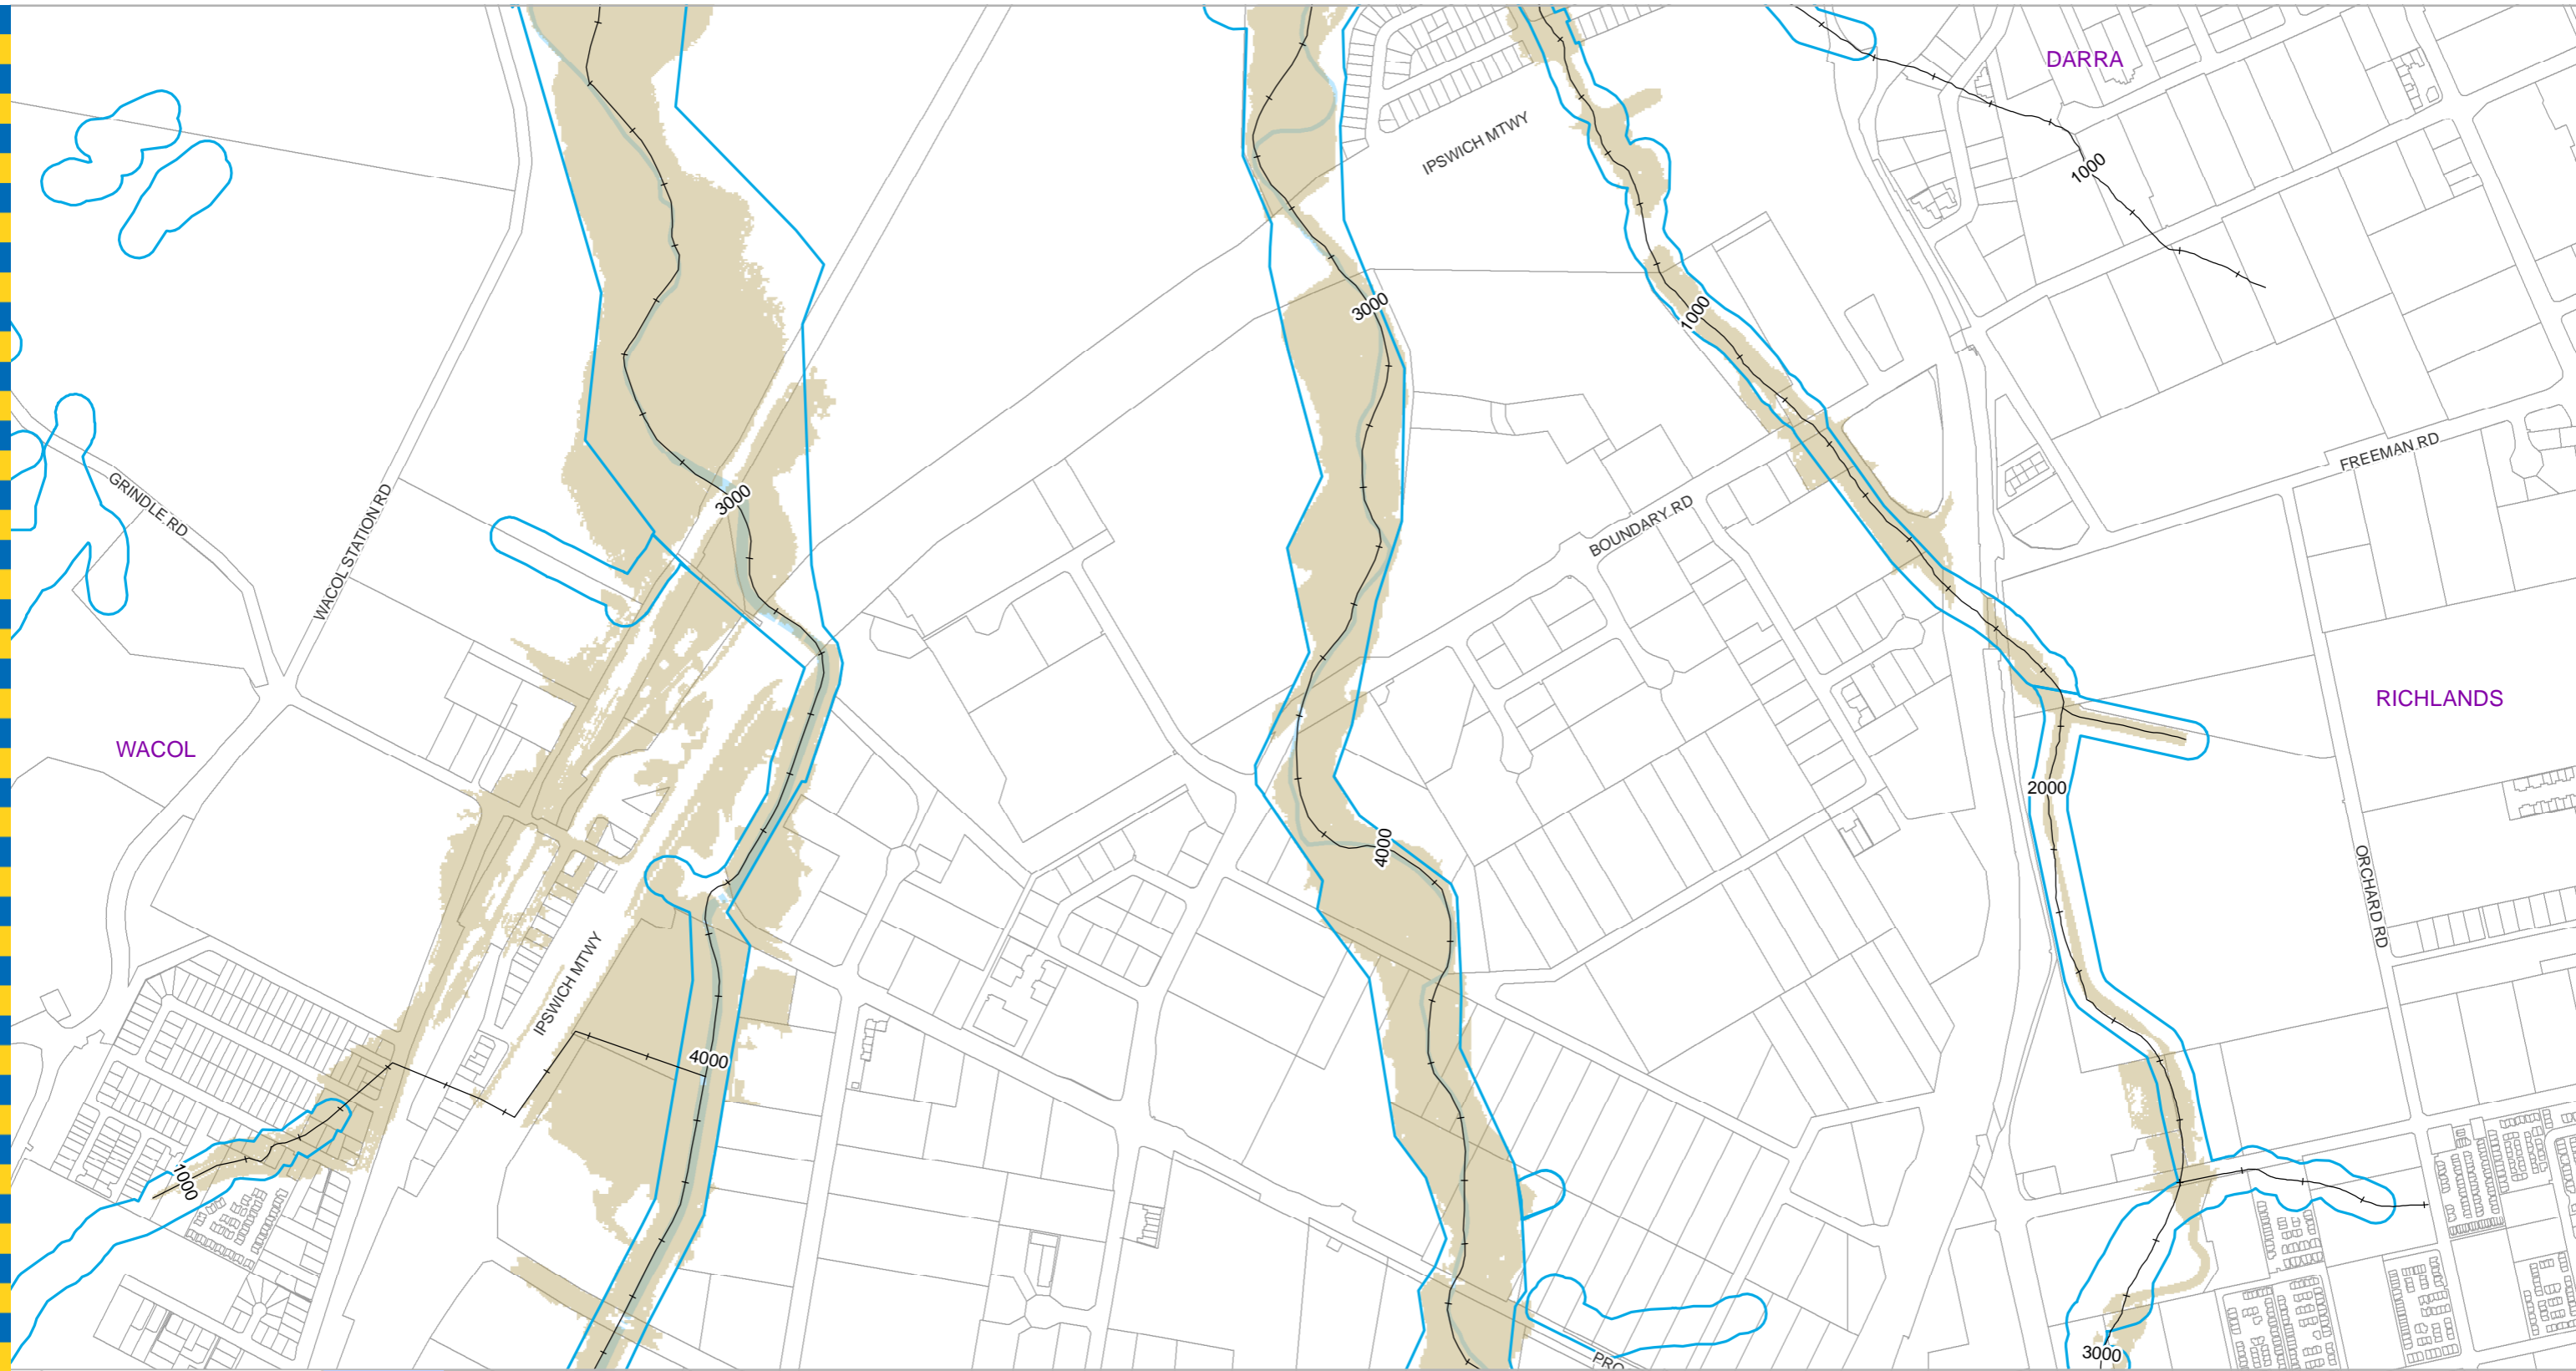 DARRA
IPSWICH MTWY
1000
3000
1000
FREEMAN RD
GRINDLE RD
WACOL STATION RD
3000
BOUNDARY RD
RICHLANDS
WACOL
2000
4000
ORCHARD RD
IPSWICH MTWY
4000
1000
3000
PRO